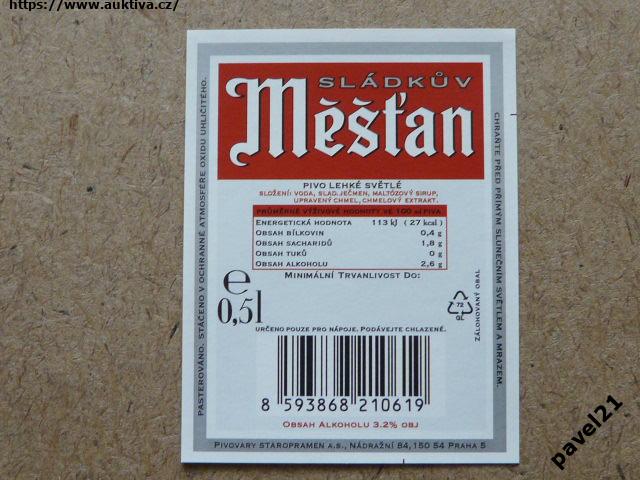 https://www.auktiva.cz/
SLÁDKŮV
Měšťan
PIVO LEHKÉ SVĚTLÉ
SLOŽENÍ: VODA, SLAD JEČMEN, MALTÓZOVÝ SIRUP,
UPRAVENÝ CHMEL, CHMELOVÝ EXTRAKT.
PRŮMĚRNÉ VÝŽIVOVÉ HODNOTY VE 100 ml PIVA
ENERGETICKÁ HODNOTA 113 kJ ( 27 kcal )
OBSAH BÍLKOVIN 0,4 g
OBSAH SACHARIDŮ 1,8 g
OBSAH TUKŮ 0 g
OBSAH ALKOHOLU 2,6 g
MINIMÁLNÍ TRVANLIVOST DO:
e
0,5l
72
GL
ZÁLOHOVANÝ OBAL
URČENO POUZE PRO NÁPOJE. PODÁVEJTE CHLAZENÉ.
8 593868 210619
OBSAH ALKOHOLU 3.2% OBJ
PIVOVARY STAROPRAMEN A.S., NÁDRAŽNÍ 84, 150 54 PRAHA 5
PASTEROVÁNO. STÁČENO V OCHRANNÉ ATMOSFÉŘE OXIDU UHLIČITÉHO.
CHRAŇTE PŘED PŘÍMÝM SLUNEČNÍM SVĚTLEM A MRAZEM.
pavel21